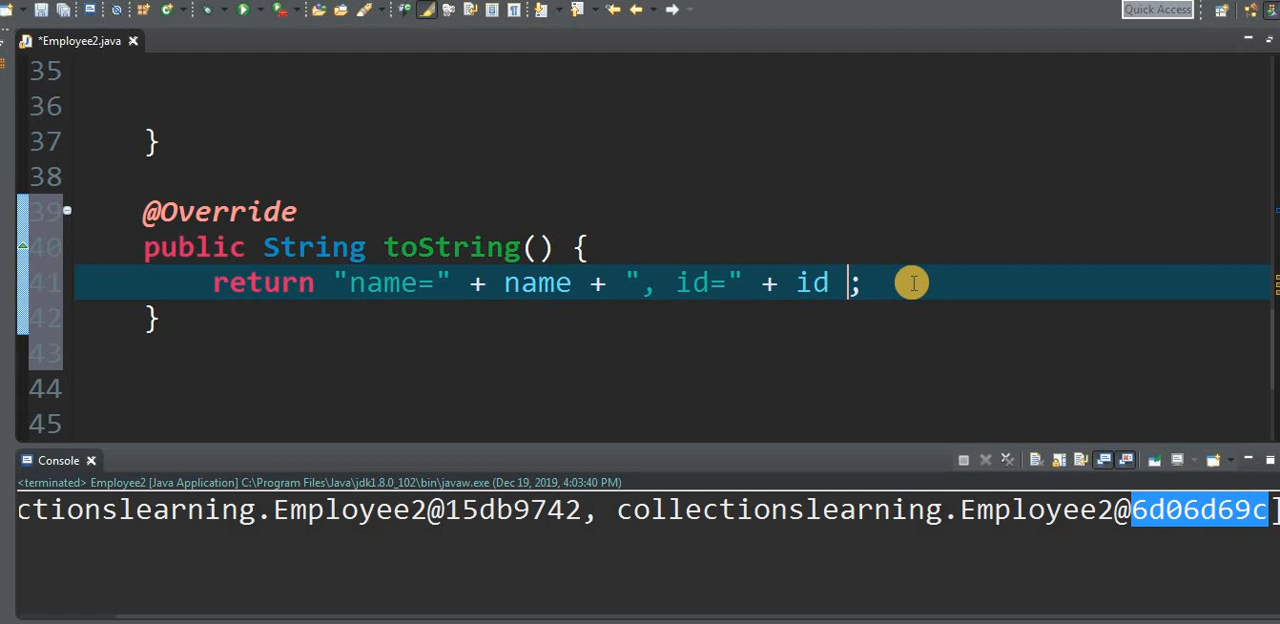 Quick Access
*Employee2.java
35
36
37 }
38
39 @Override
40 public String toString() {
41 return "name=" + name + ", id=" + id ;
42 }
43
44
45
Console
<terminated> Employee2 [Java Application] C:\Program Files\Java\jdk1.8.0_102\bin\javaw.exe (Dec 19, 2019, 4:03:40 PM)
ctionslearning.Employee2@15db9742, collectionslearning.Employee2@6d06d69c]